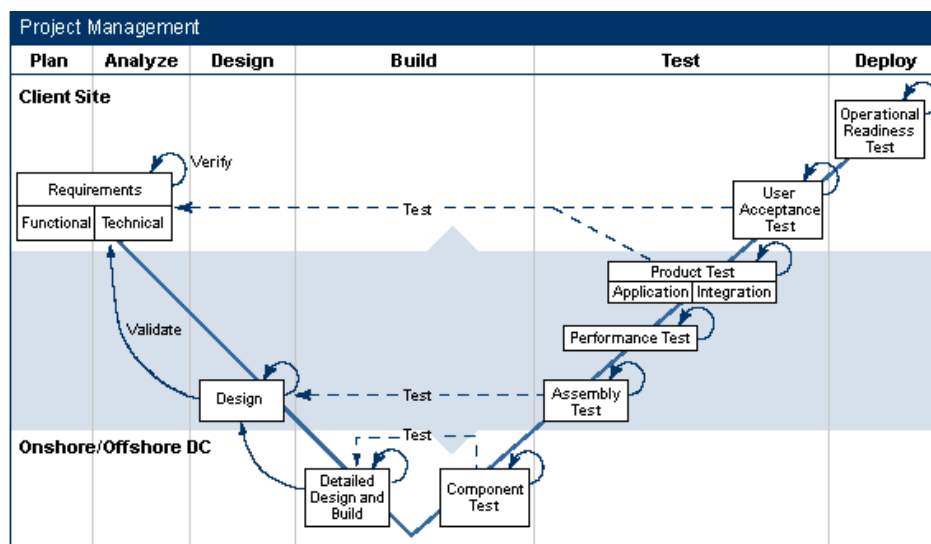 Project Management
Plan
Analyze
Design
Build
Test
Deploy
Client Site
Operational
Readiness
Test
Verify
Requirements
Functional
Technical
Test
User
Acceptance
Test
Product Test
Application
Integration
Validate
Performance Test
Design
Test
Assembly
Test
Test
Onshore/Offshore DC
Detailed
Design and
Build
Component
Test